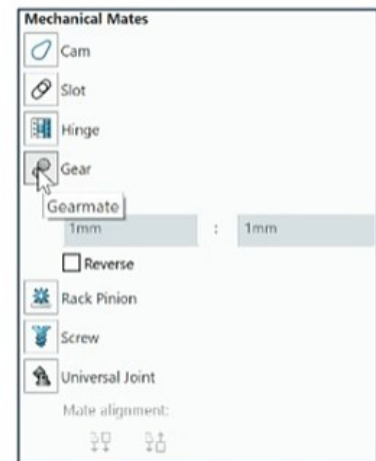 Mechanical Mates
Cam
Slot
Hinge
Gear
Gearmate
1mm : 1mm
Reverse
Rack Pinion
Screw
Universal Joint
Mate alignment: